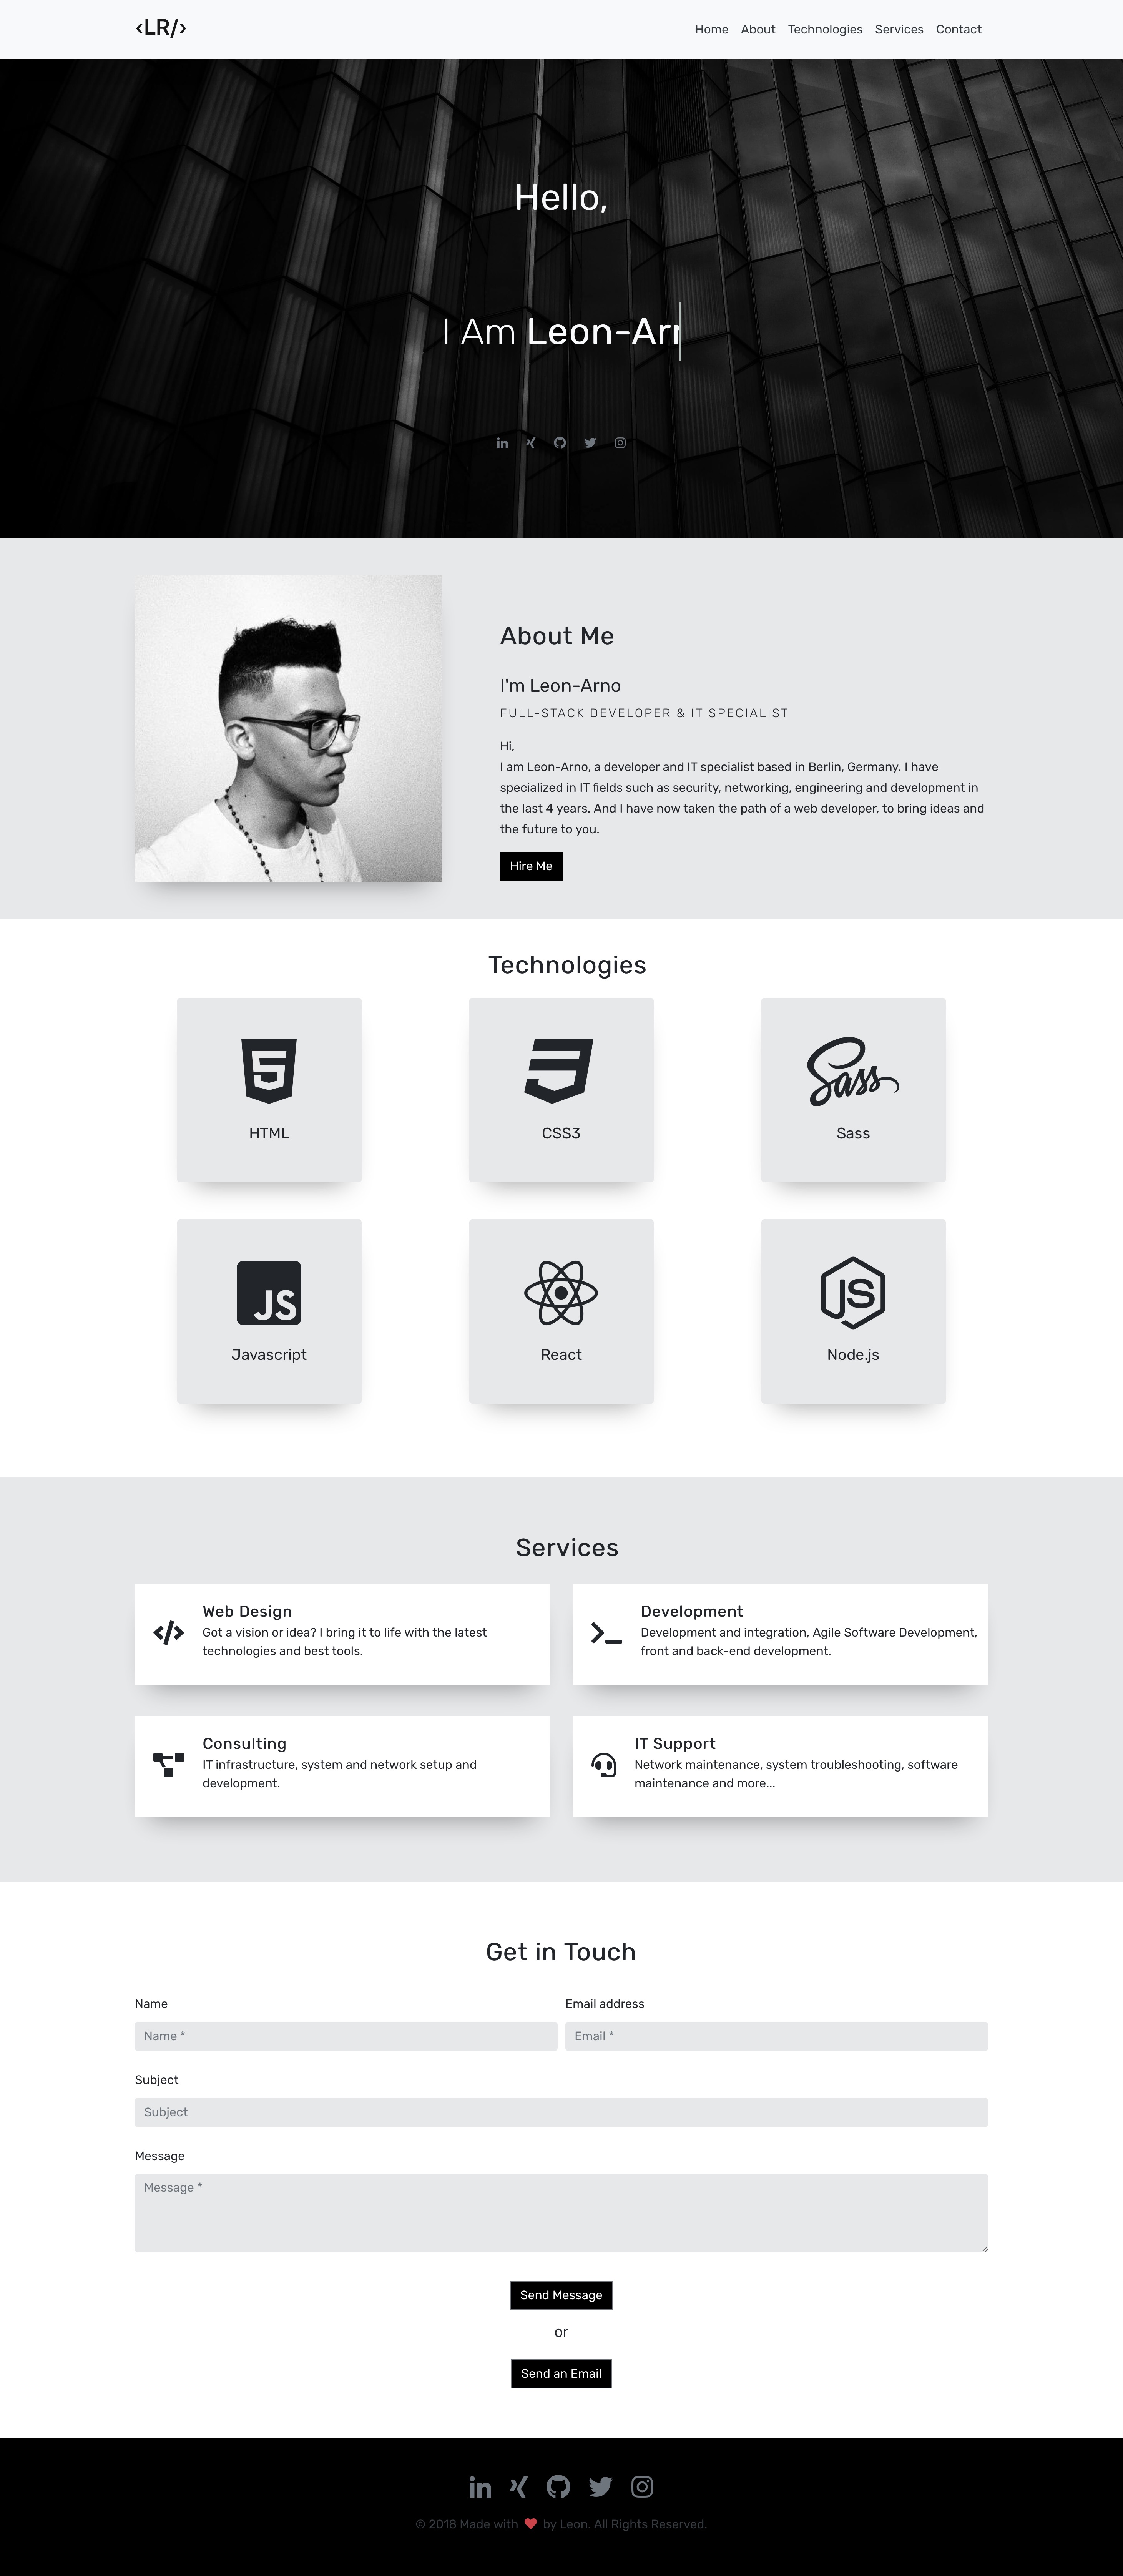 ‹LR/›
Home About Technologies Services Contact
Hello,
I Am Leon-Arr
About Me
I'm Leon-Arno
FULL-STACK DEVELOPER & IT SPECIALIST
Hi,
I am Leon-Arno, a developer and IT specialist based in Berlin, Germany. I have
specialized in IT fields such as security, networking, engineering and development in
the last 4 years. And I have now taken the path of a web developer, to bring ideas and
the future to you.
Hire Me
Technologies
5
HTML
CSS3
Sass
Sass
JS
Javascript
React
JS
Node.js
Services
Web Design
Got a vision or idea? I bring it to life with the latest
technologies and best tools.
Development
Development and integration, Agile Software Development,
front and back-end development.
Consulting
IT infrastructure, system and network setup and
development.
IT Support
Network maintenance, system troubleshooting, software
maintenance and more...
Get in Touch
Name
Name *
Email address
Email *
Subject
Subject
Message
Message *
Send Message
or
Send an Email
in
© 2018 Made with ❤ by Leon. All Rights Reserved.